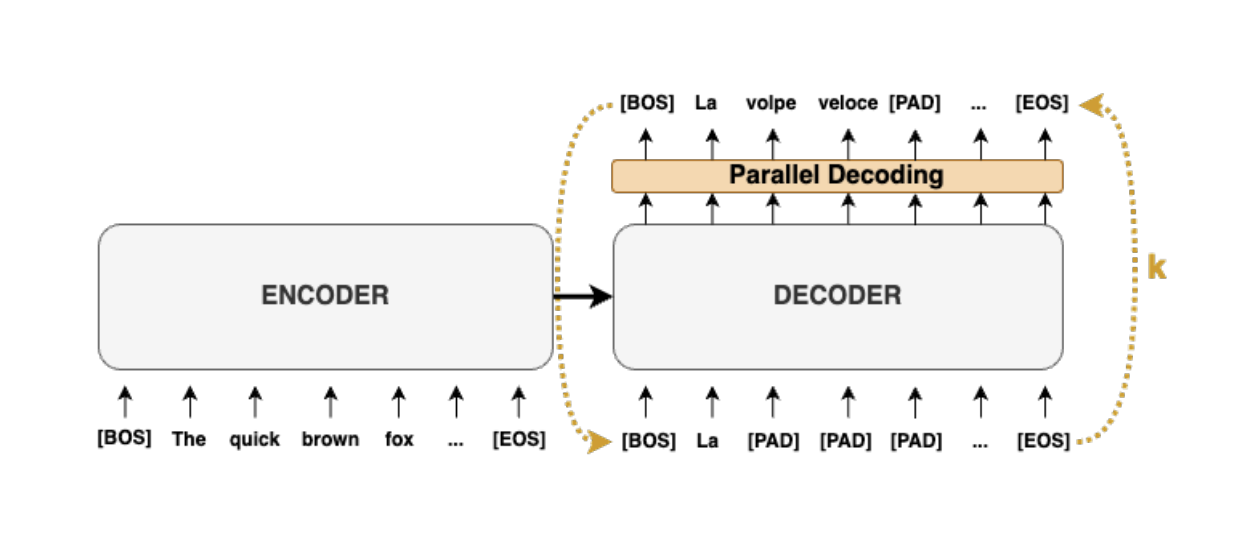 [BOS] La volpe veloce [PAD] ... [EOS]
Parallel Decoding
ENCODER
DECODER
k
[BOS] The quick brown fox ... [EOS]
[BOS] La [PAD] [PAD] [PAD] ... [EOS]